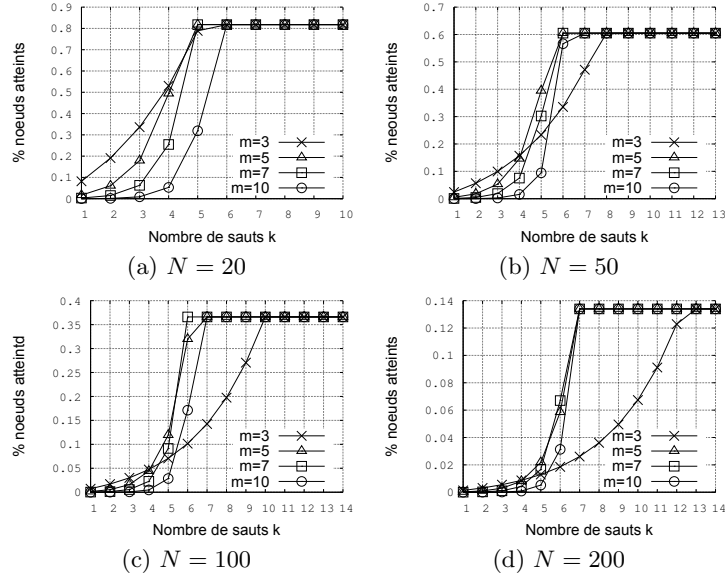 % noeuds atteints
0.9
0.8
0.7
0.6
0.5
0.4
0.3
0.2
0.1
0
m=3
m=5
m=7
m=10
1 2 3 4 5 6 7 8 9 10
Nombre de sauts k
(a) N = 20
% neouds atteints
0.7
0.6
0.5
0.4
0.3
0.2
0.1
0
m=3
m=5
m=7
m=10
1 2 3 4 5 6 7 8 9 10 11 12 13
Nombre de sauts k
(b) N = 50
% noeuds atteintd
0.4
0.35
0.3
0.25
0.2
0.15
0.1
0.05
0
m=3
m=5
m=7
m=10
1 2 3 4 5 6 7 8 9 10 11 12 13 14
Nombre de sauts k
(c) N = 100
% noeuds atteints
0.14
0.12
0.1
0.08
0.06
0.04
0.02
0
m=3
m=5
m=7
m=10
1 2 3 4 5 6 7 8 9 10 11 12 13 14
Nombre de sauts k
(d) N = 200